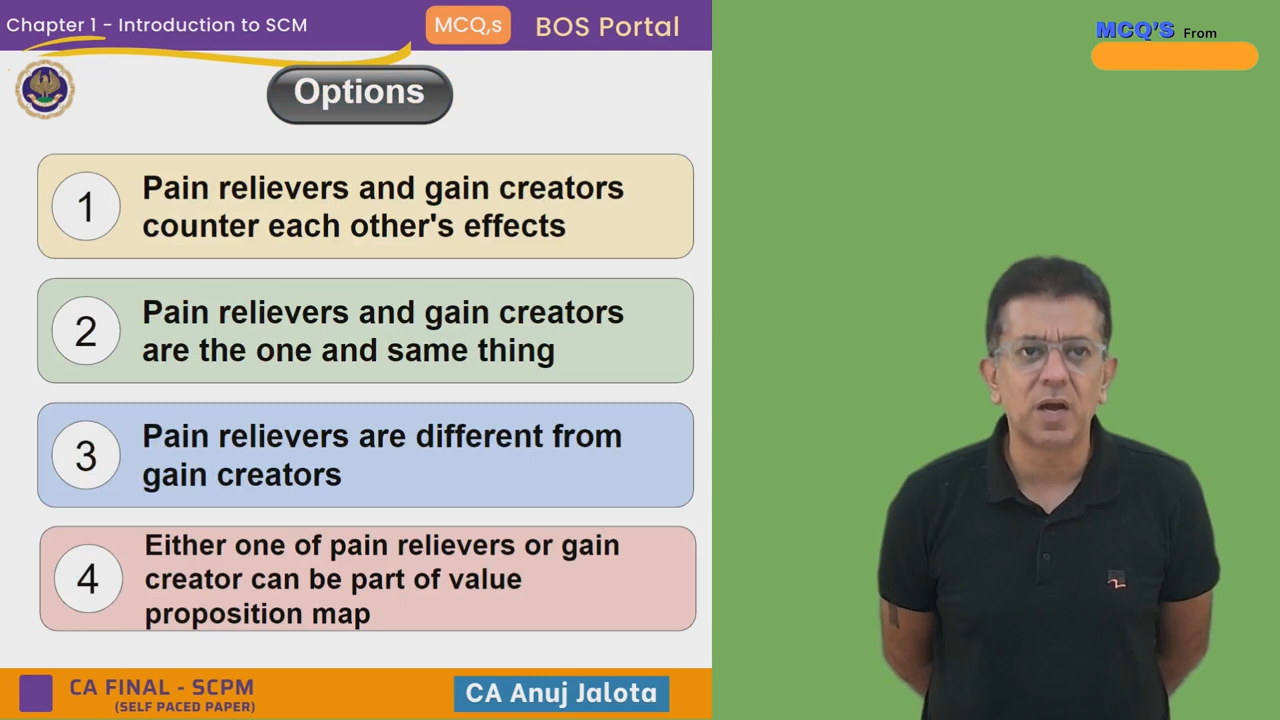 Chapter 1 - Introduction to SCM
MCQ,s
BOS Portal
MCQ'S From
Options
1
Pain relievers and gain creators
counter each other's effects
2
Pain relievers and gain creators
are the one and same thing
3
Pain relievers are different from
gain creators
4
Either one of pain relievers or gain
creator can be part of value
proposition map
CA FINAL - SCPM
(SELF PACED PAPER)
CA Anuj Jalota